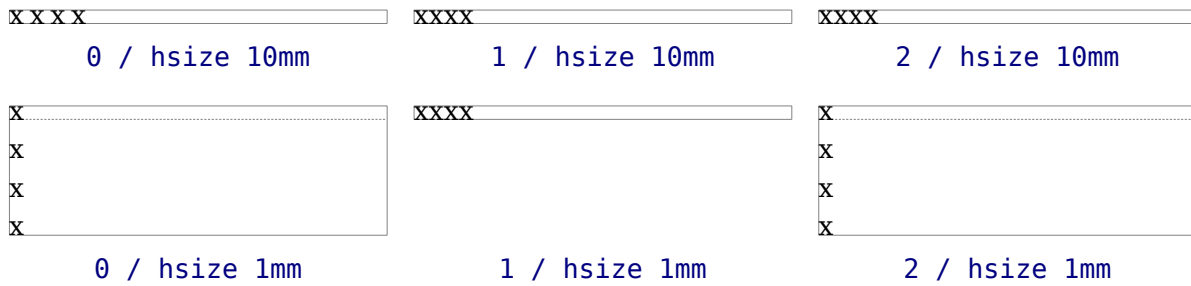 x x x x xxxx xxxx
0 / hsize 10mm 1 / hsize 10mm 2 / hsize 10mm
x xxxx x
x x
x x
x x
0 / hsize 1mm 1 / hsize 1mm 2 / hsize 1mm